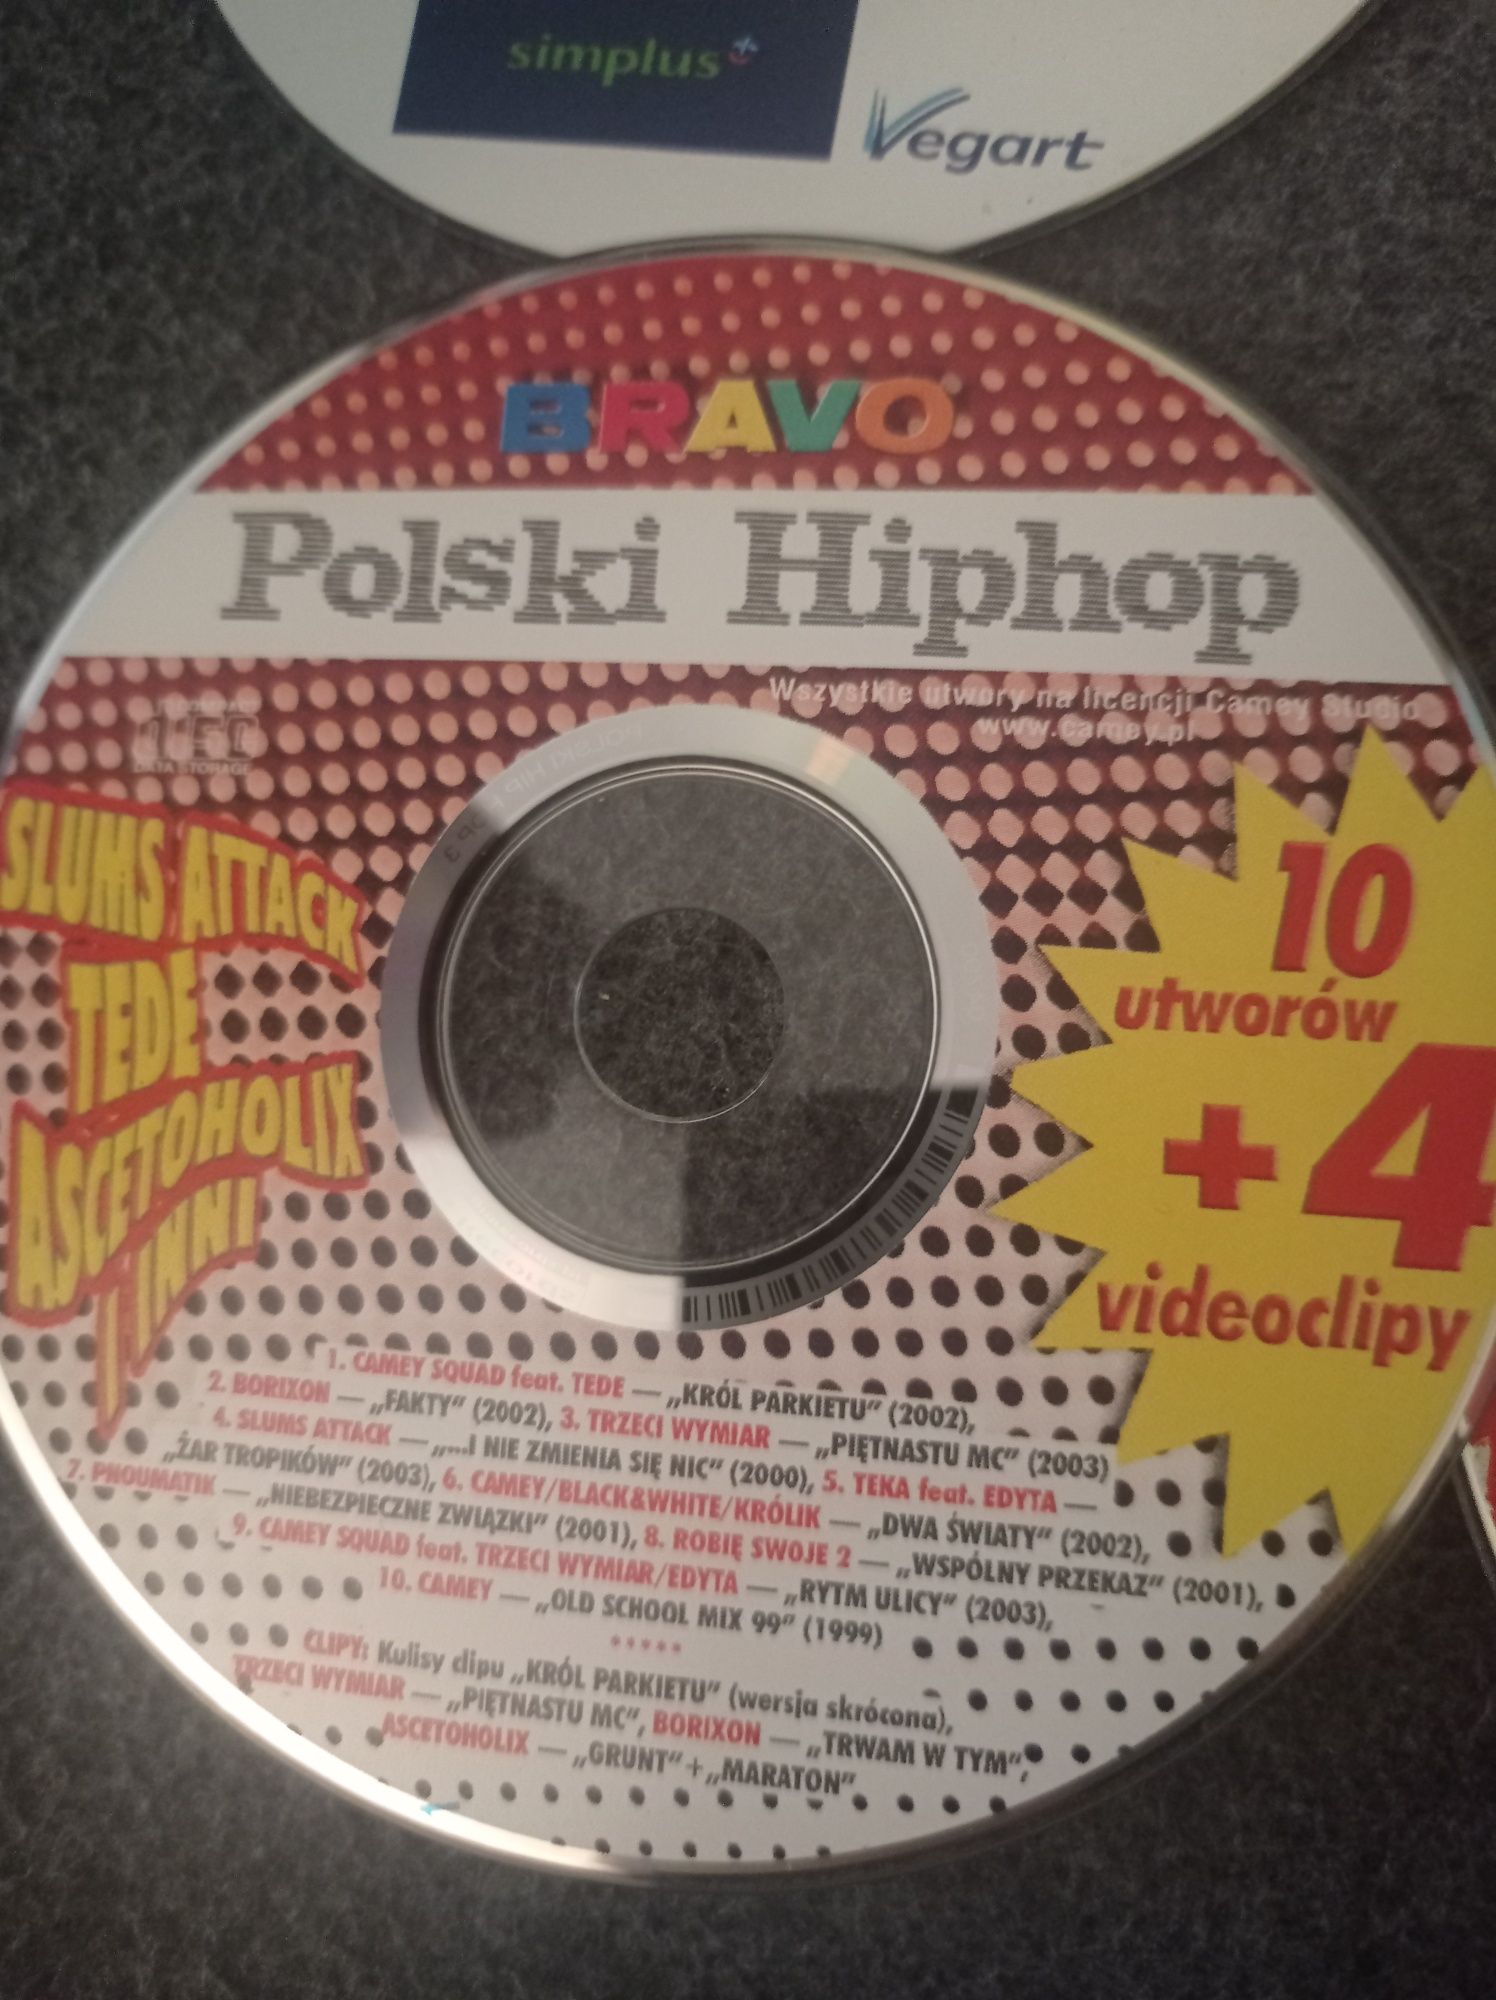 simplus
Vegart
BRAVO
Polski Hiphop
Wszystkie utwory na licencji Camey Studio
www.camey.pl
COMPACT
disc
DATA STORAGE
SLUMS ATTACK
TEDE
ASCETOHOLIX
I INNI
10
utworów
+4
videoclipy
1. CAMEY SQUAD feat. TEDE — „KRÓL PARKIETU” (2002),
2. BORIXON — „FAKTY” (2002), 3. TRZECI WYMIAR — „PIĘTNASTU MC” (2003)
4. SLUMS ATTACK — „...I NIE ZMIENIA SIĘ NIC” (2000), 5. TEKA feat. EDYTA —
„ŻAR TROPIKÓW” (2003), 6. CAMEY/BLACK&WHITE/KRÓLIK — „DWA ŚWIATY” (2002),
7. PNOUMATIK — „NIEBEZPIECZNE ZWIĄZKI” (2001), 8. ROBIĘ SWOJE 2 — „WSPÓLNY PRZEKAZ” (2001),
9. CAMEY SQUAD feat. TRZECI WYMIAR/EDYTA — „RYTM ULICY” (2003),
10. CAMEY — „OLD SCHOOL MIX 99” (1999)
*****
CLIPY: Kulisy clipu „KRÓL PARKIETU” (wersja skrócona),
TRZECI WYMIAR — „PIĘTNASTU MC”, BORIXON — „TRWAM W TYM”,
ASCETOHOLIX — „GRUNT” + „MARATON”